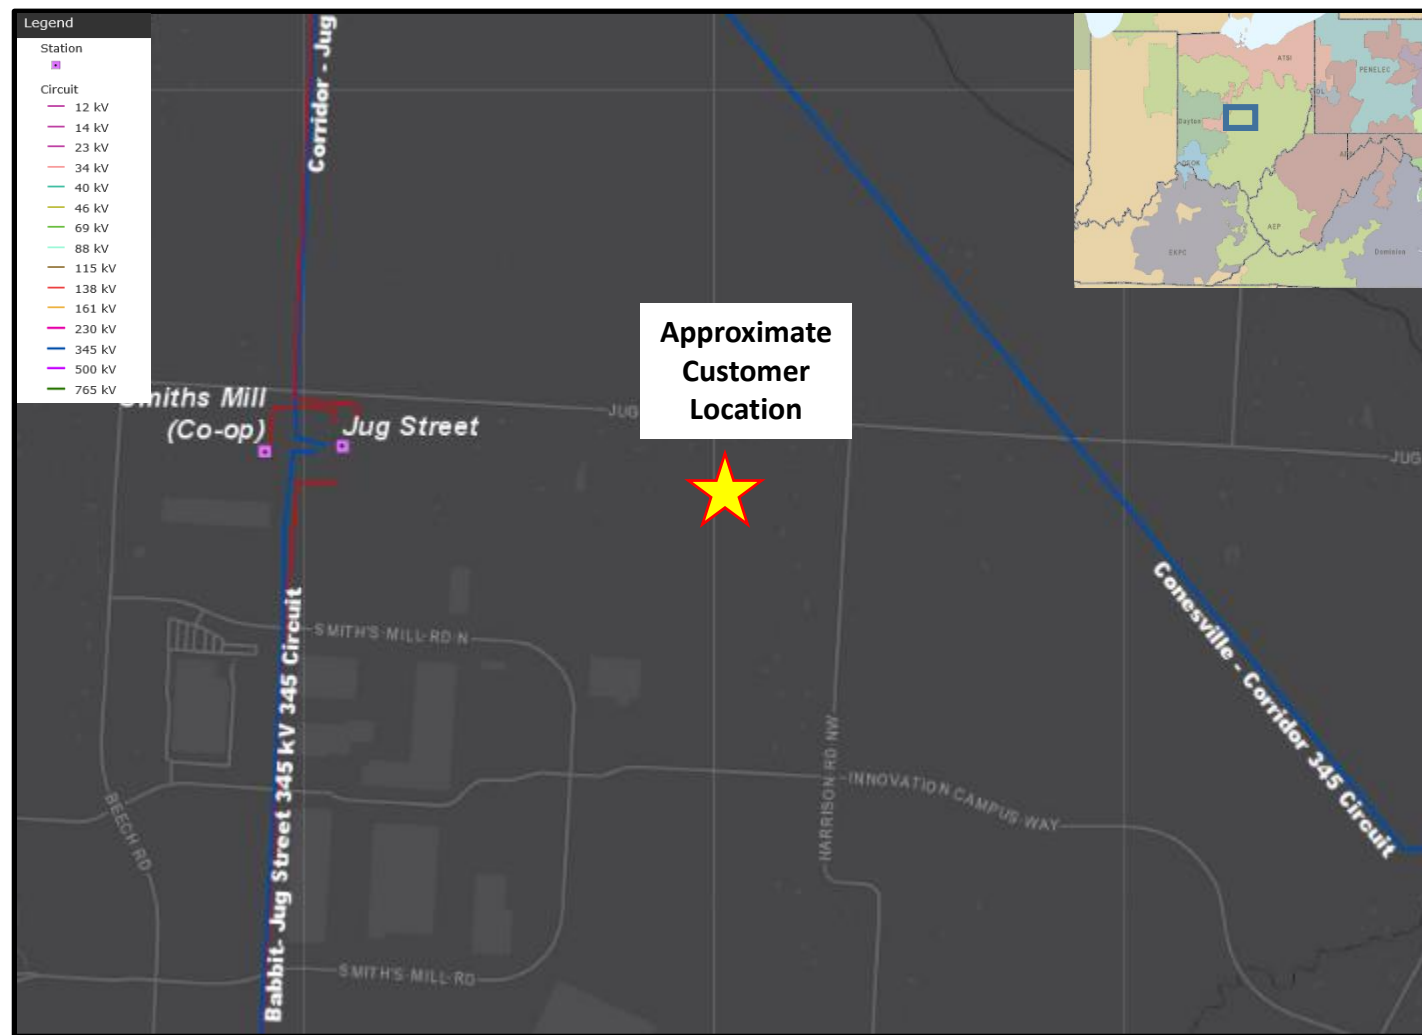 Legend
Station
Circuit
12 kV
14 kV
23 kV
34 kV
40 kV
46 kV
69 kV
88 kV
115 kV
138 kV
161 kV
230 kV
345 kV
500 kV
765 kV
Corridor - Jug
ATSI
PENELEC
Dayton
DEOK
EKPC
AEP
Dominion
Approximate
Customer
Location
Smiths Mill
(Co-op)
Jug Street
JUG
JUG
SMITH'S-MILL-RD N
Babbit- Jug Street 345 kV 345 Circuit
Conesville - Corridor 345 Circuit
BEECH RD
HARRISON RD NW
INNOVATION CAMPUS-WAY
SMITH'S-MILL-RD